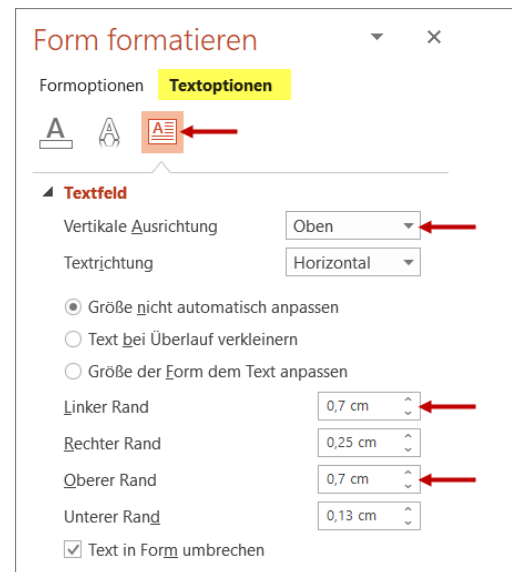 Form formatieren
Formoptionen Textoptionen
A A A
Textfeld
Vertikale Ausrichtung Oben
Textrichtung Horizontal
Größe nicht automatisch anpassen
Text bei Überlauf verkleinern
Größe der Form dem Text anpassen
Linker Rand 0,7 cm
Rechter Rand 0,25 cm
Oberer Rand 0,7 cm
Unterer Rand 0,13 cm
Text in Form umbrechen